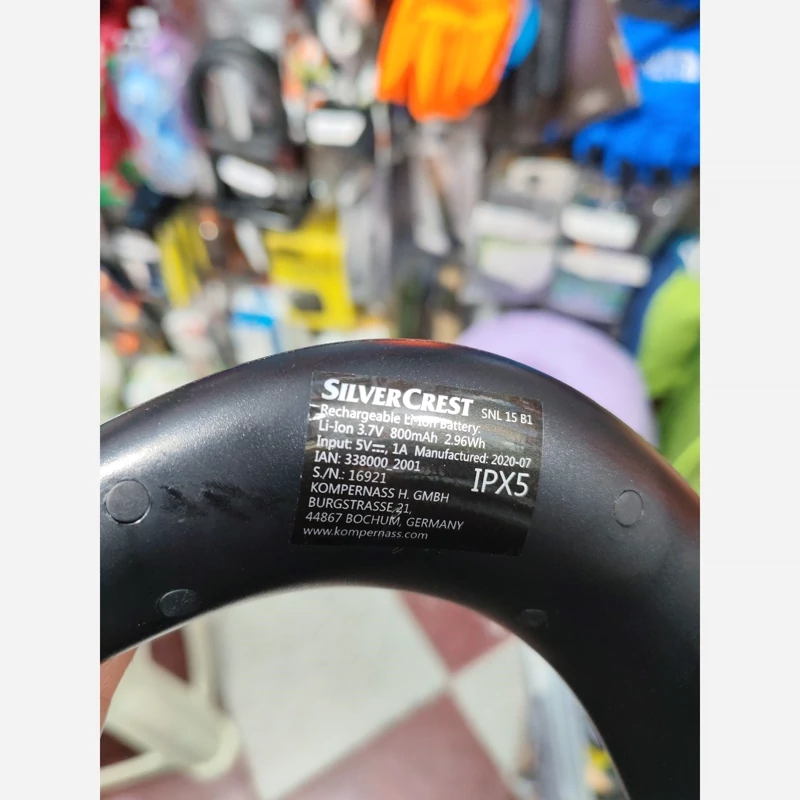 SILVERCREST SNL 15 B1
Rechargeable Li-Ion Battery:
Li-Ion 3.7V 800mAh 2.96Wh
Input: 5V⎓, 1A Manufactured: 2020-07
IAN: 338000_2001
S./N.: 16921
IPX5
KOMPERNASS H. GMBH
BURGSTRASSE 21,
44867 BOCHUM, GERMANY
www.kompernass.com